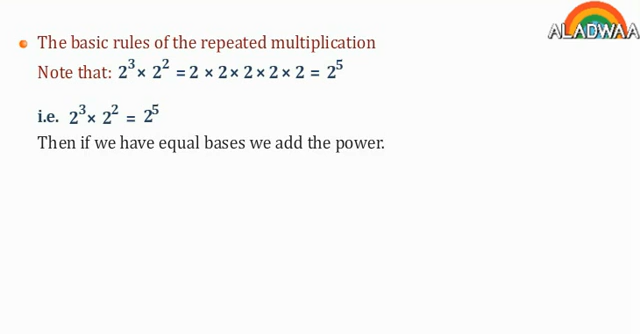 ALADWAA
The basic rules of the repeated multiplication
Note that: 2³ × 2² = 2 × 2 × 2 × 2 × 2 = 2⁵
i.e. 2³ × 2² = 2⁵
Then if we have equal bases we add the power.